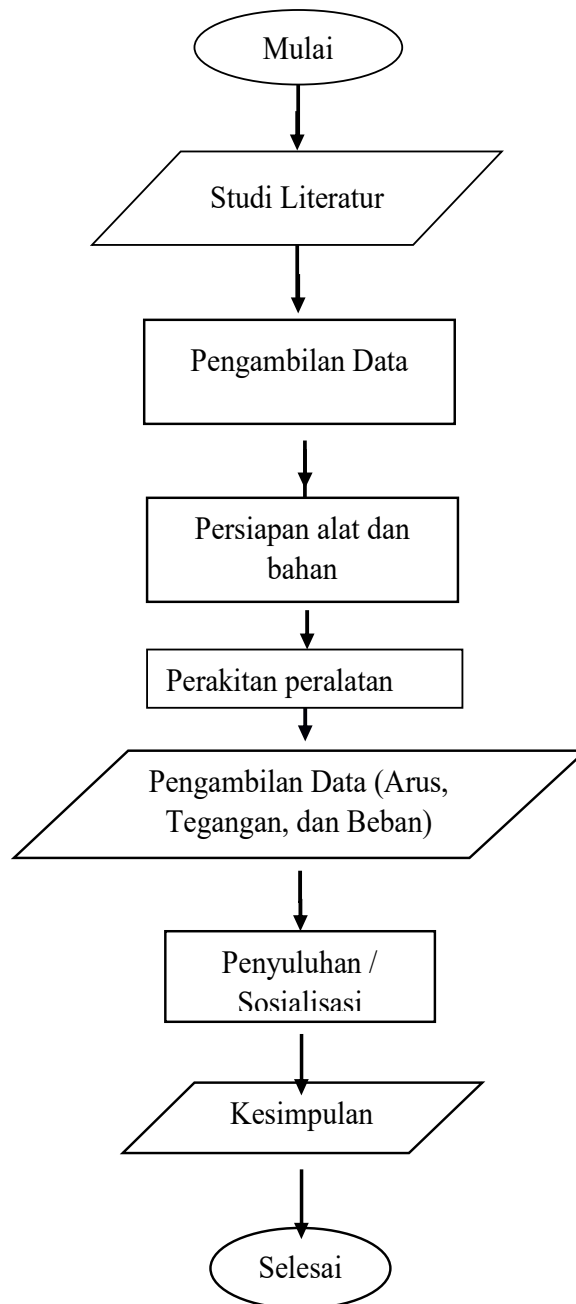 Mulai
Studi Literatur
Pengambilan Data
Persiapan alat dan
bahan
Perakitan peralatan
Pengambilan Data (Arus,
Tegangan, dan Beban)
Penyuluhan /
Sosialisasi
Kesimpulan
Selesai